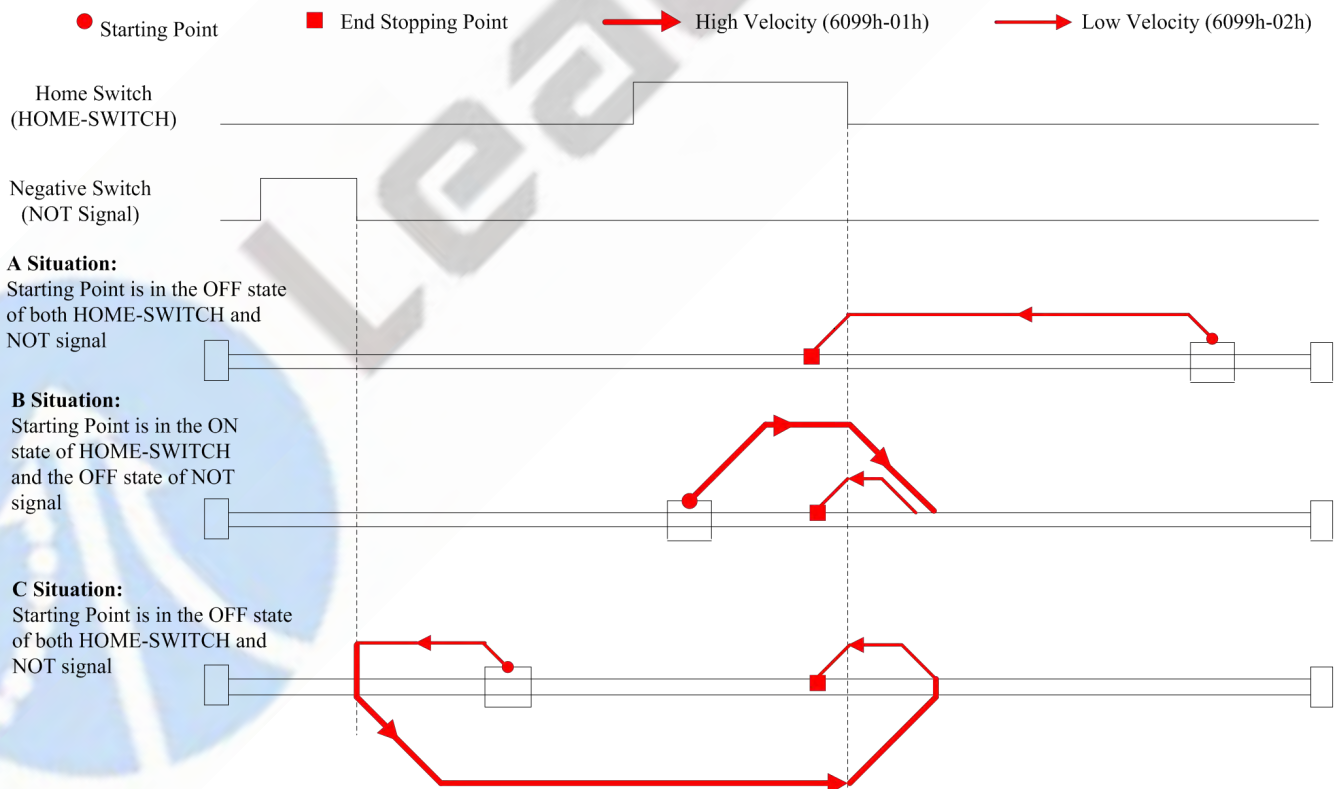 Starting Point
End Stopping Point
High Velocity (6099h-01h)
Low Velocity (6099h-02h)
Home Switch
(HOME-SWITCH)
Negative Switch
(NOT Signal)
A Situation:
Starting Point is in the OFF state
of both HOME-SWITCH and
NOT signal
B Situation:
Starting Point is in the ON
state of HOME-SWITCH
and the OFF state of NOT
signal
C Situation:
Starting Point is in the OFF state
of both HOME-SWITCH and
NOT signal